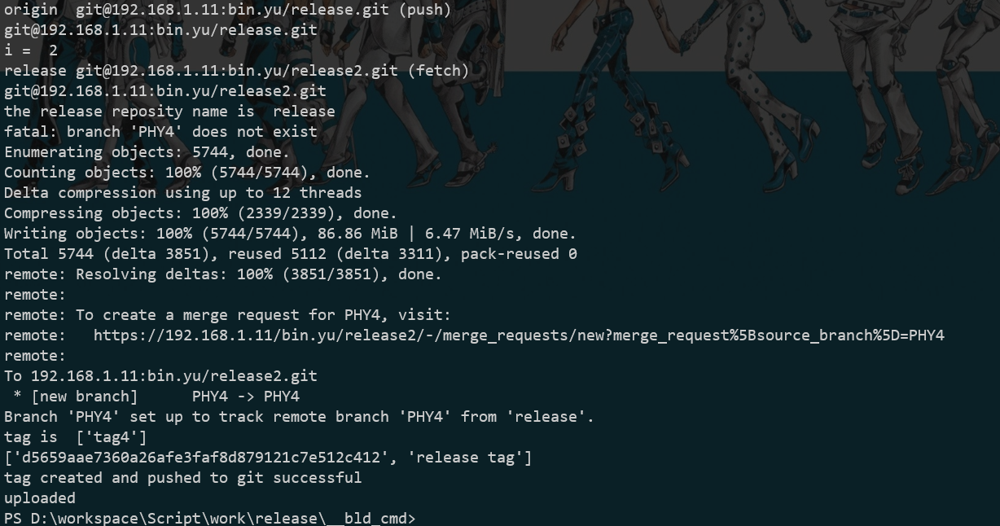 origin  git@192.168.1.11:bin.yu/release.git (push)
git@192.168.1.11:bin.yu/release.git
i =  2
release git@192.168.1.11:bin.yu/release2.git (fetch)
git@192.168.1.11:bin.yu/release2.git
the release reposity name is  release
fatal: branch 'PHY4' does not exist
Enumerating objects: 5744, done.
Counting objects: 100% (5744/5744), done.
Delta compression using up to 12 threads
Compressing objects: 100% (2339/2339), done.
Writing objects: 100% (5744/5744), 86.86 MiB | 6.47 MiB/s, done.
Total 5744 (delta 3851), reused 5112 (delta 3311), pack-reused 0
remote: Resolving deltas: 100% (3851/3851), done.
remote:
remote: To create a merge request for PHY4, visit:
remote:   https://192.168.1.11/bin.yu/release2/-/merge_requests/new?merge_request%5Bsource_branch%5D=PHY4
remote:
To 192.168.1.11:bin.yu/release2.git
 * [new branch]      PHY4 -> PHY4
Branch 'PHY4' set up to track remote branch 'PHY4' from 'release'.
tag is  ['tag4']
['d5659aae7360a26afe3faf8d879121c7e512c412', 'release tag']
tag created and pushed to git successful
uploaded
PS D:\workspace\Script\work\release\__bld_cmd>